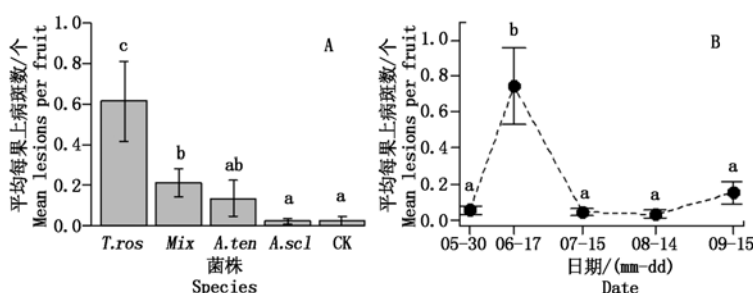 平均每果上病斑数/个
Mean lesions per fruit
1.0
0.8
0.6
0.4
0.2
0.0
A
c
b
ab
a
a
T.ros Mix A.ten A.scl CK
菌株
Species
平均每果上病斑数/个
Mean lesions per fruit
1.0
0.8
0.6
0.4
0.2
0.0
B
a
b
a
a
a
05-30 06-17 07-15 08-14 09-15
日期/(mm-dd)
Date